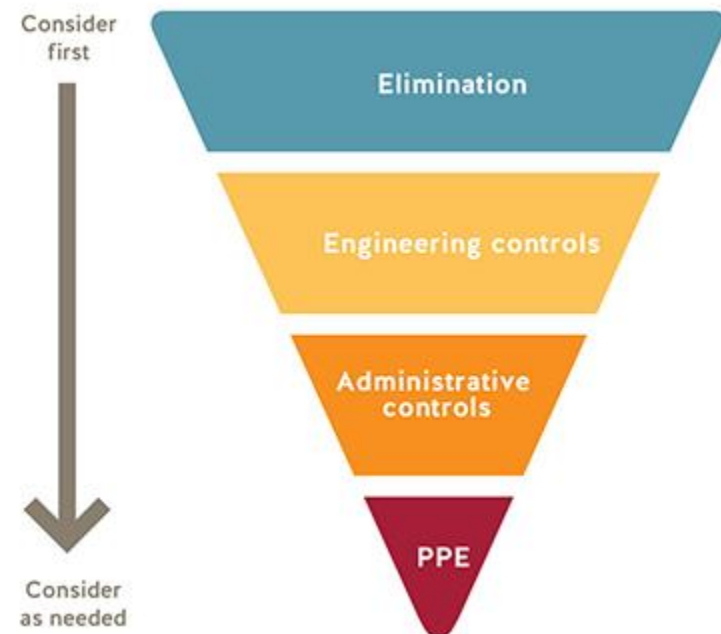 Consider
first
Elimination
Engineering controls
Administrative
controls
PPE
Consider
as needed